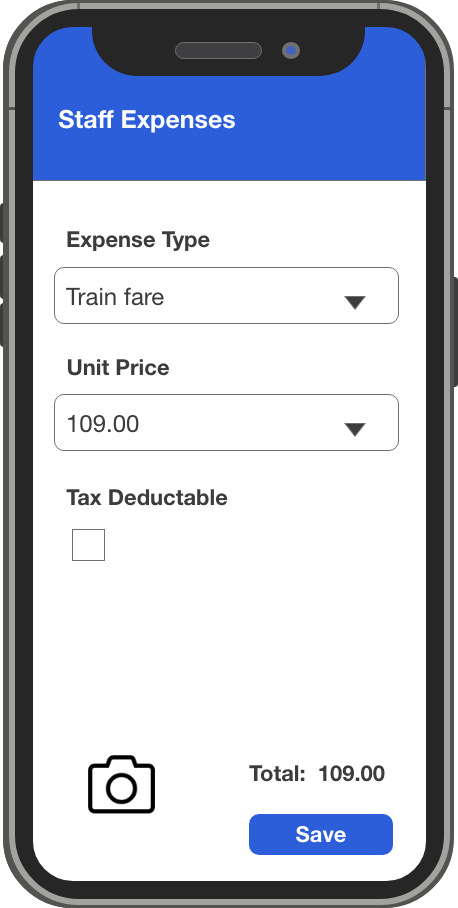 Staff Expenses
Expense Type
Train fare
Unit Price
109.00
Tax Deductable
Total: 109.00
Save